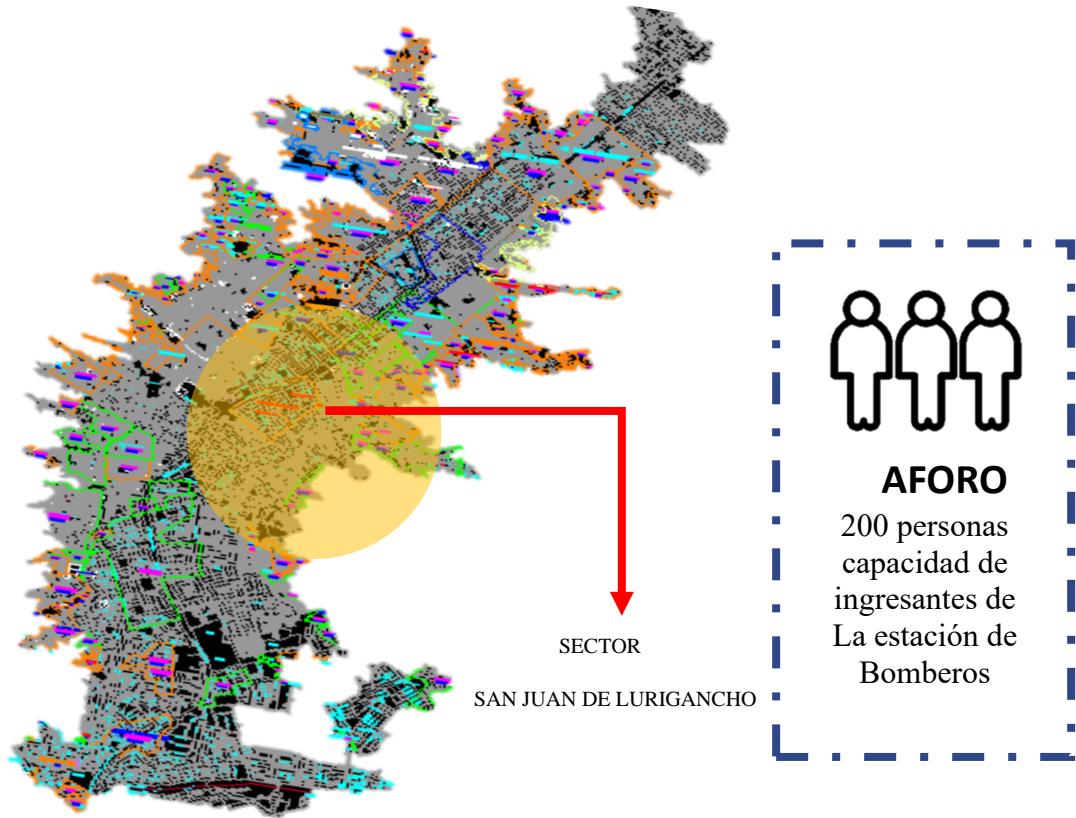 SECTOR
SAN JUAN DE LURIGANCHO
AFORO
200 personas
capacidad de
ingresantes de
La estación de
Bomberos